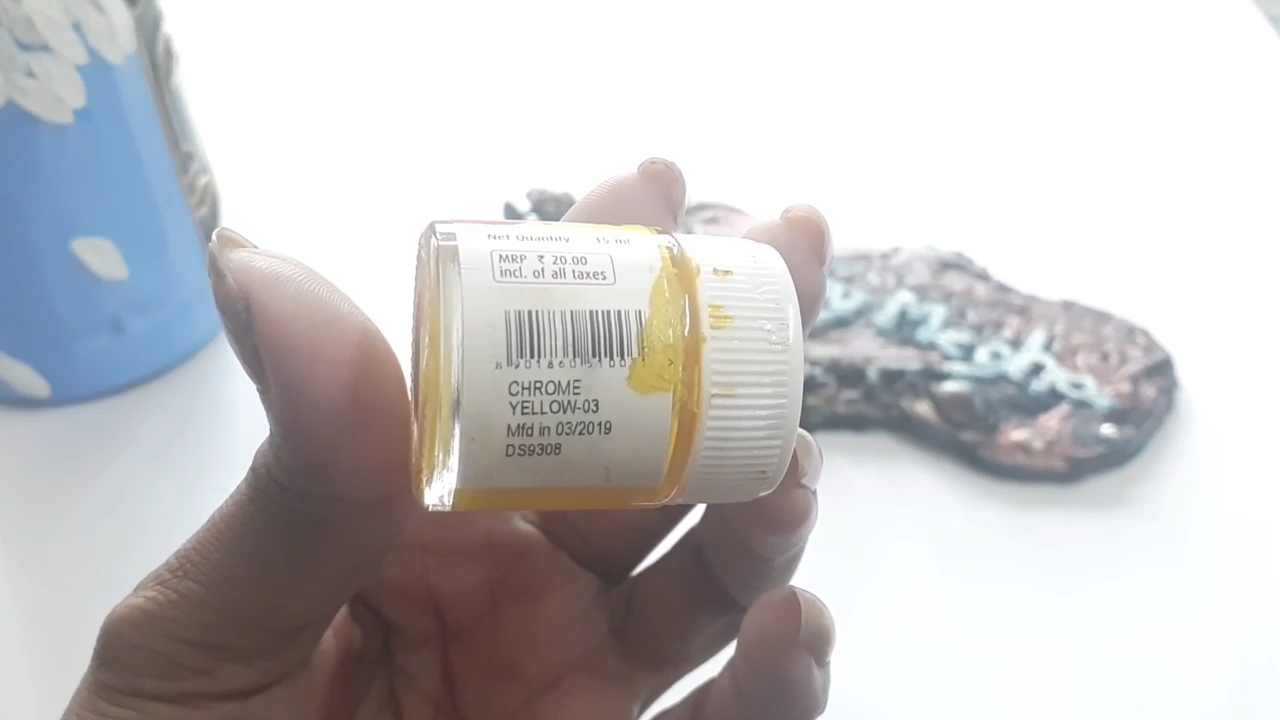 Net Quantity 15 ml
MRP ₹ 20.00
incl. of all taxes
CHROME
YELLOW-03
Mfd in 03/2019
DS9308